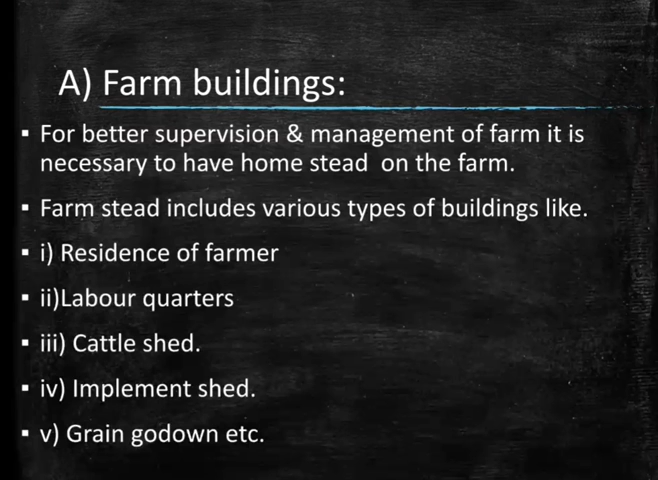 A) Farm buildings:
▪ For better supervision & management of farm it is
necessary to have home stead on the farm.
▪ Farm stead includes various types of buildings like.
▪ i) Residence of farmer
▪ ii)Labour quarters
▪ iii) Cattle shed.
▪ iv) Implement shed.
▪ v) Grain godown etc.